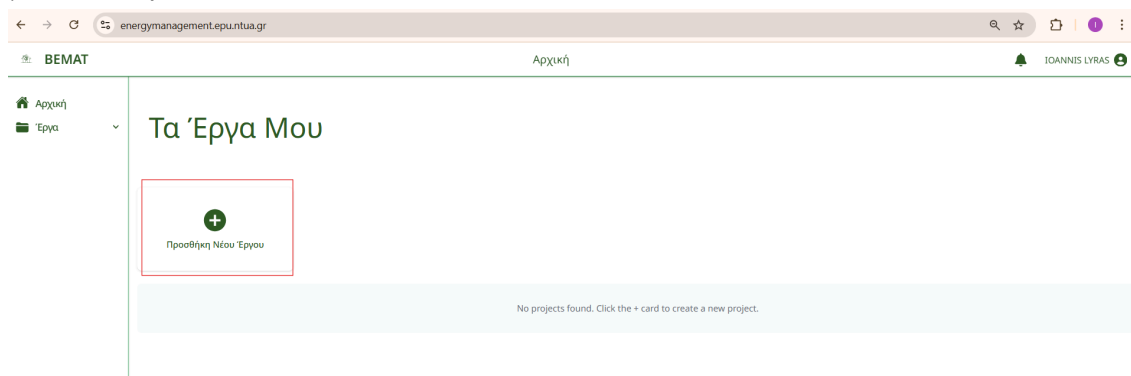 energymanagement.epu.ntua.gr
BEMAT
Αρχική
IOANNIS LYRAS
Αρχική
Έργα
Τα Έργα Μου
Προσθήκη Νέου Έργου
No projects found. Click the + card to create a new project.